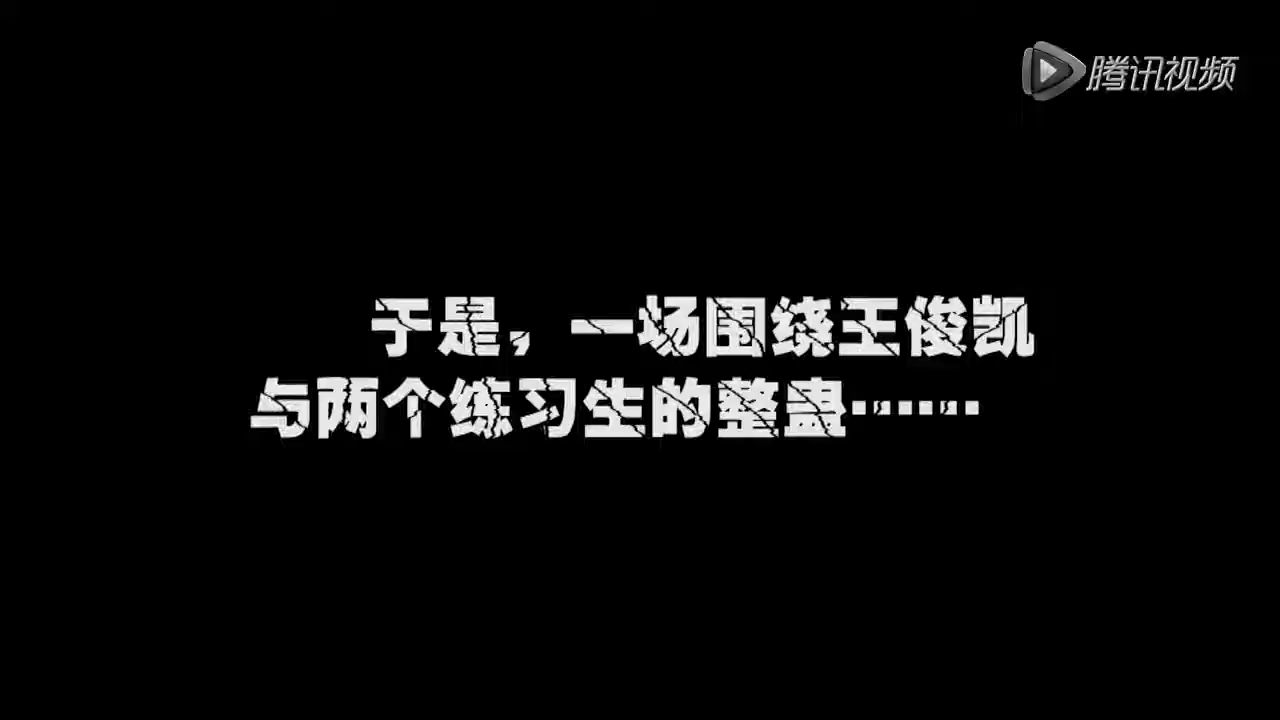 腾讯视频
于是，一场围绕王俊凯
与两个练习生的整蛊……